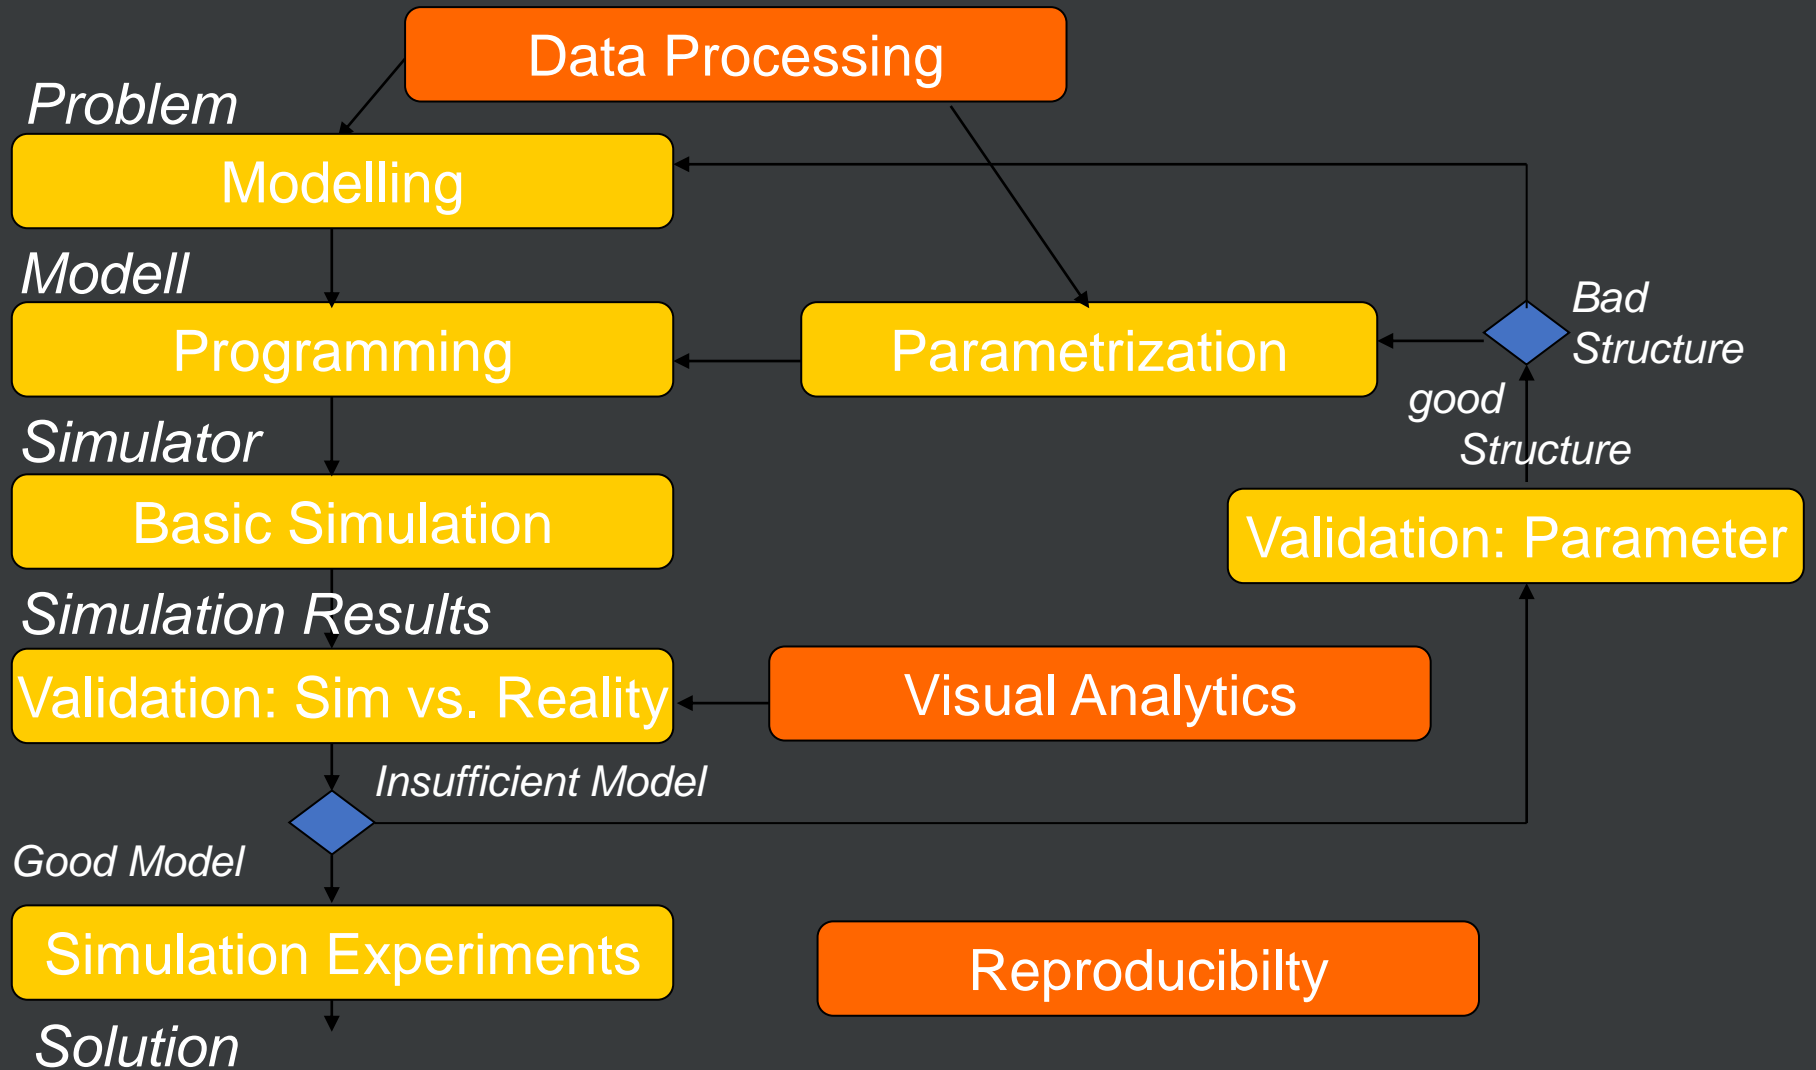 Data Processing
Problem
Modelling
Modell
Programming
Parametrization
Bad
Structure
good
Structure
Simulator
Basic Simulation
Validation: Parameter
Simulation Results
Validation: Sim vs. Reality
Visual Analytics
Insufficient Model
Good Model
Simulation Experiments
Reproducibilty
Solution